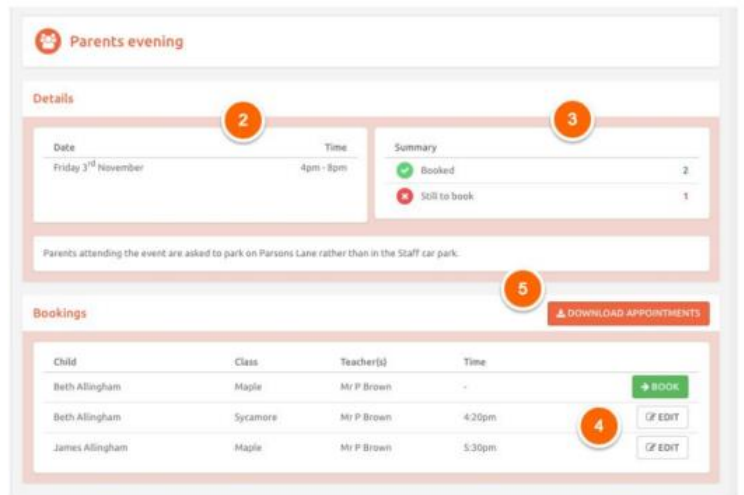 Parents evening
Details
2
3
Date Time
Friday 3rd November 4pm - 8pm
Summary
Booked 2
Still to book 1
Parents attending the event are asked to park on Parsons Lane rather than in the Staff car park.
5
Bookings
DOWNLOAD APPOINTMENTS
Child Class Teacher(s) Time
Beth Allingham Maple Mr P Brown - BOOK
Beth Allingham Sycamore Mr P Brown 4:20pm EDIT
4
James Allingham Maple Mr P Brown 5:30pm EDIT